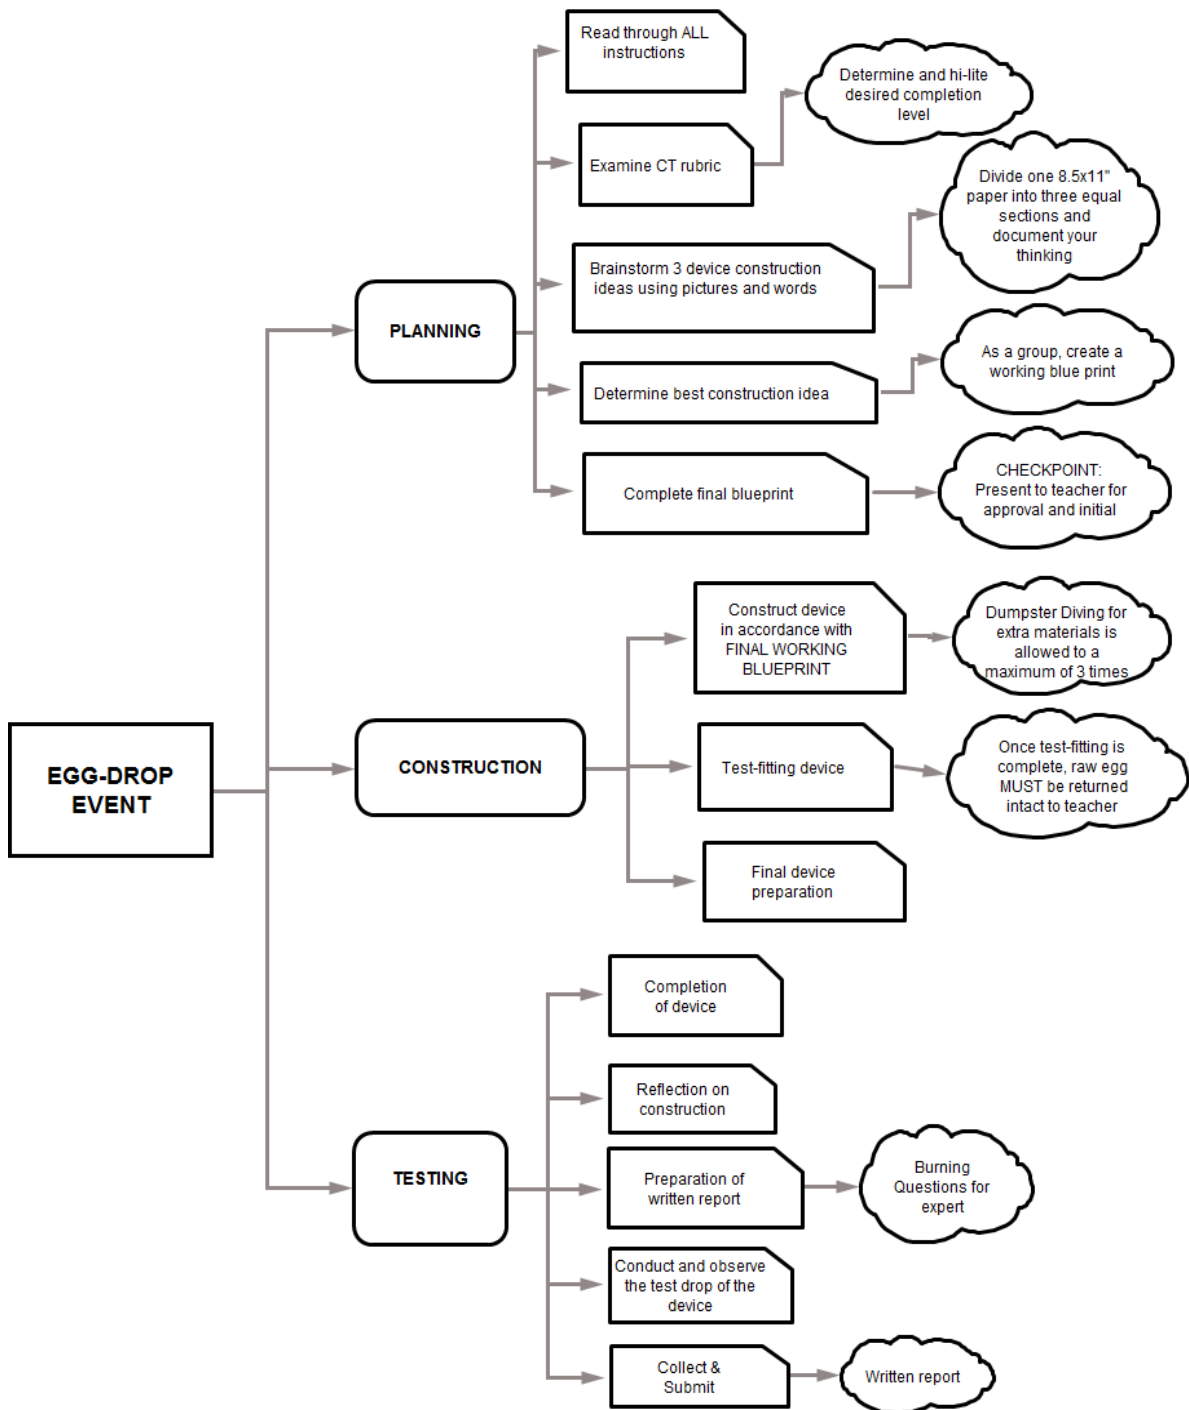 Read through ALL
instructions
Determine and hi-lite
desired completion
level
Examine CT rubric
Divide one 8.5x11"
paper into three equal
sections and
document your
thinking
Brainstorm 3 device construction
ideas using pictures and words
PLANNING
As a group, create a
working blue print
Determine best construction idea
CHECKPOINT:
Present to teacher for
approval and initial
Complete final blueprint
Construct device
in accordance with
FINAL WORKING
BLUEPRINT
Dumpster Diving for
extra materials is
allowed to a
maximum of 3 times
EGG-DROP
EVENT
CONSTRUCTION
Test-fitting device
Once test-fitting is
complete, raw egg
MUST be returned
intact to teacher
Final device
preparation
Completion
of device
Reflection on
construction
TESTING
Preparation of
written report
Burning
Questions for
expert
Conduct and observe
the test drop of the
device
Collect &
Submit
Written report